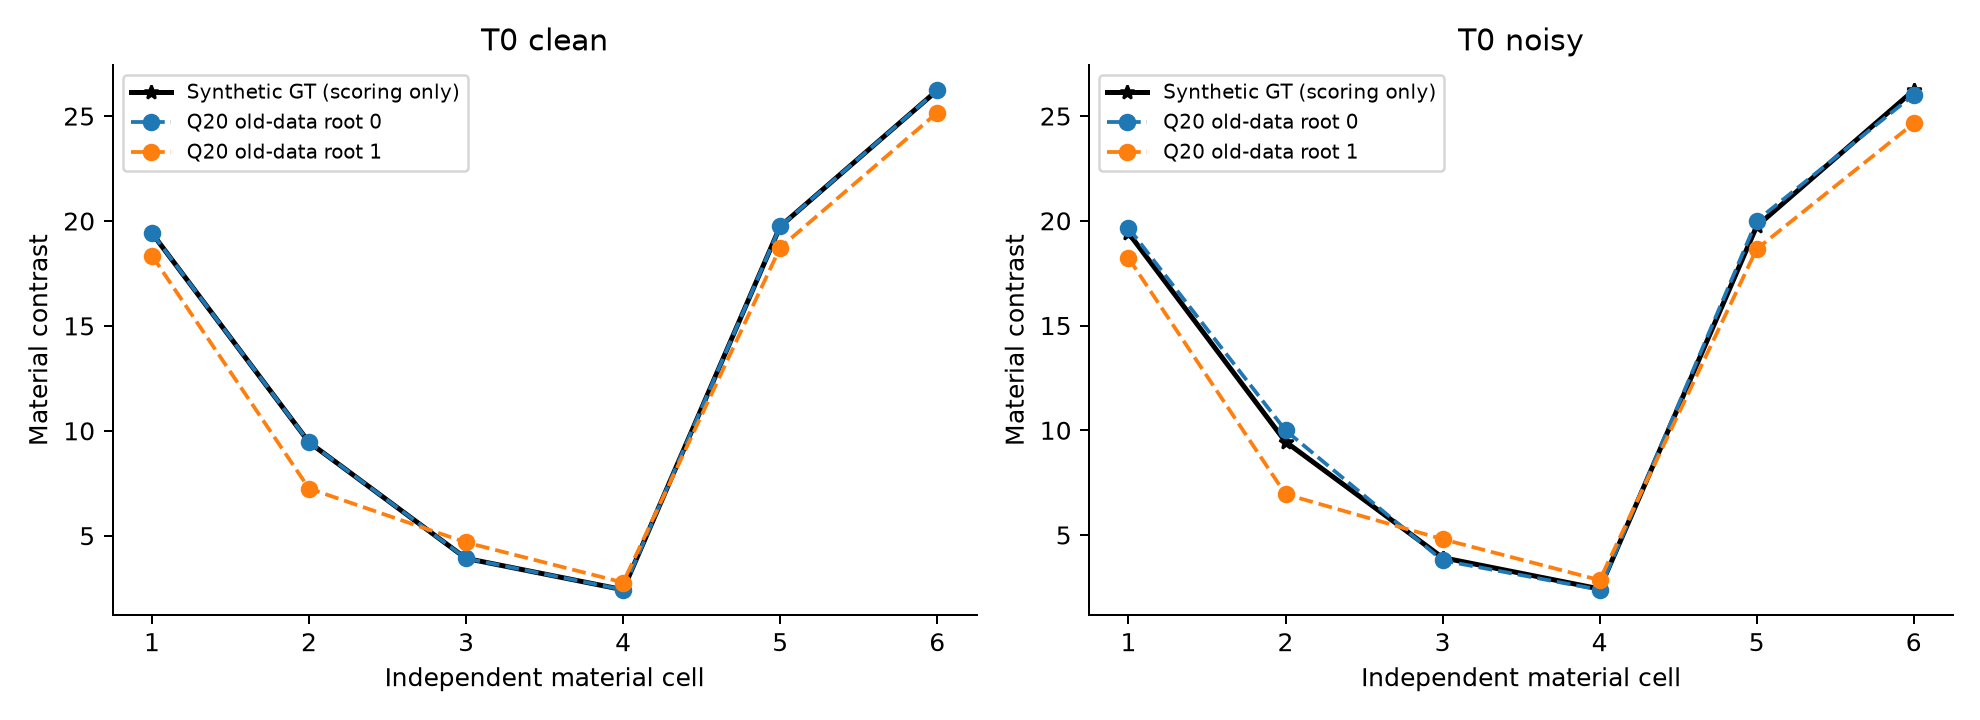 T0 clean
Synthetic GT (scoring only)
Q20 old-data root 0
Q20 old-data root 1
Material contrast
25
20
15
10
5
1 2 3 4 5 6
Independent material cell
T0 noisy
Synthetic GT (scoring only)
Q20 old-data root 0
Q20 old-data root 1
Material contrast
25
20
15
10
5
1 2 3 4 5 6
Independent material cell